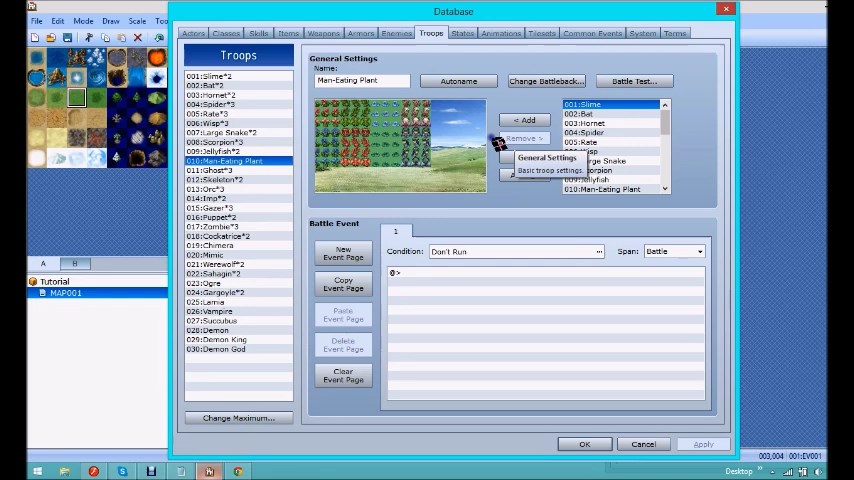 Database
File Edit Mode Draw Scale
Actors Classes Skills Items Weapons Armors Enemies Troops States Animations Tilesets Common Events System Terms
Troops
001:Slime*2
002:Bat*2
003:Hornet*2
004:Spider*3
005:Rate*3
006:Wisp*3
007:Large Snake*2
008:Scorpion*3
009:Jellyfish*2
010:Man-Eating Plant
011:Ghost*3
012:Skeleton*2
013:Orc*3
014:Imp*2
015:Gazer*3
016:Puppet*2
017:Zombie*3
018:Cockatrice*2
019:Chimera
020:Mimic
021:Werewolf*2
022:Sahagin*2
023:Ogre
024:Gargoyle*2
025:Lamia
026:Vampire
027:Succubus
028:Demon
029:Demon King
030:Demon God
Change Maximum...
General Settings
Name:
Man-Eating Plant
Autoname
Change Battleback...
Battle Test...
< Add
Remove >
General Settings
Basic troop settings.
001:Slime
002:Bat
003:Hornet
004:Spider
005:Rate
isp
arge Snake
corpion
009:Jellyfish
010:Man-Eating Plant
Battle Event
1
New
Event Page
Copy
Event Page
Paste
Event Page
Delete
Event Page
Clear
Event Page
Condition: Don't Run ...
Span: Battle
@>
A B
Tutorial
MAP001
OK Cancel Apply
003,004 001:EV001
Desktop